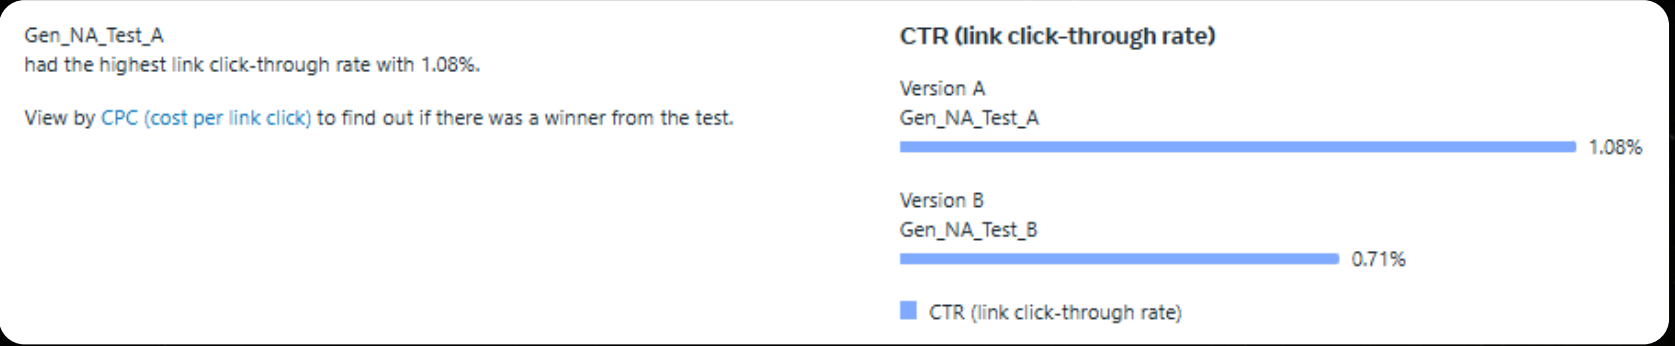 Gen_NA_Test_A
had the highest link click-through rate with 1.08%.
View by CPC (cost per link click) to find out if there was a winner from the test.
CTR (link click-through rate)
Version A
Gen_NA_Test_A
1.08%
Version B
Gen_NA_Test_B
0.71%
CTR (link click-through rate)